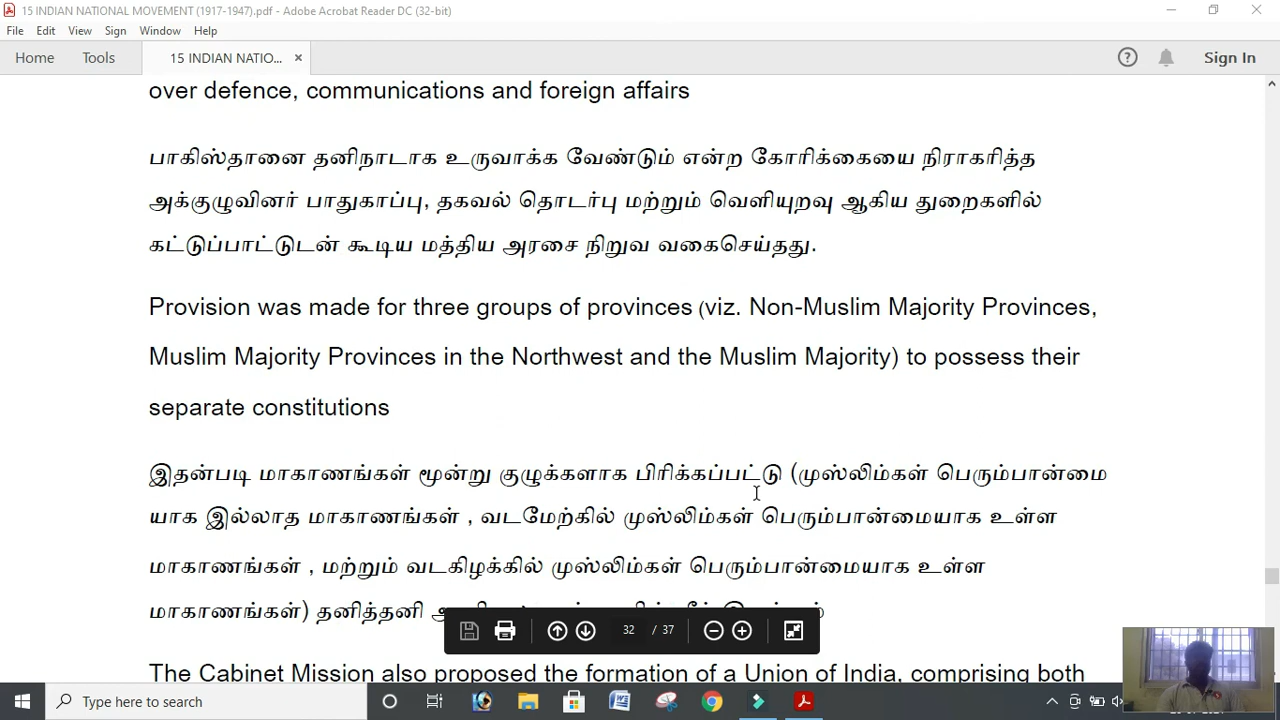 15 INDIAN NATIONAL MOVEMENT (1917-1947).pdf - Adobe Acrobat Reader DC (32-bit)
File Edit View Sign Window Help
Home Tools 15 INDIAN NATIO... × Sign In
over defence, communications and foreign affairs
பாகிஸ்தானை தனிநாடாக உருவாக்க வேண்டும் என்ற கோரிக்கையை நிராகரித்த
அக்குழுவினர் பாதுகாப்பு, தகவல் தொடர்பு மற்றும் வெளியுறவு ஆகிய துறைகளில்
கட்டுப்பாட்டுடன் கூடிய மத்திய அரசை நிறுவ வகைசெய்தது.
Provision was made for three groups of provinces (viz. Non-Muslim Majority Provinces,
Muslim Majority Provinces in the Northwest and the Muslim Majority) to possess their
separate constitutions
இதன்படி மாகாணங்கள் மூன்று குழுக்களாக பிரிக்கப்பட்டு (முஸ்லிம்கள் பெரும்பான்மை
யாக இல்லாத மாகாணங்கள் , வடமேற்கில் முஸ்லிம்கள் பெரும்பான்மையாக உள்ள
மாகாணங்கள் , மற்றும் வடகிழக்கில் முஸ்லிம்கள் பெரும்பான்மையாக உள்ள
மாகாணங்கள்) தனித்தனி
32 / 37
The Cabinet Mission also proposed the formation of a Union of India, comprising both
Type here to search